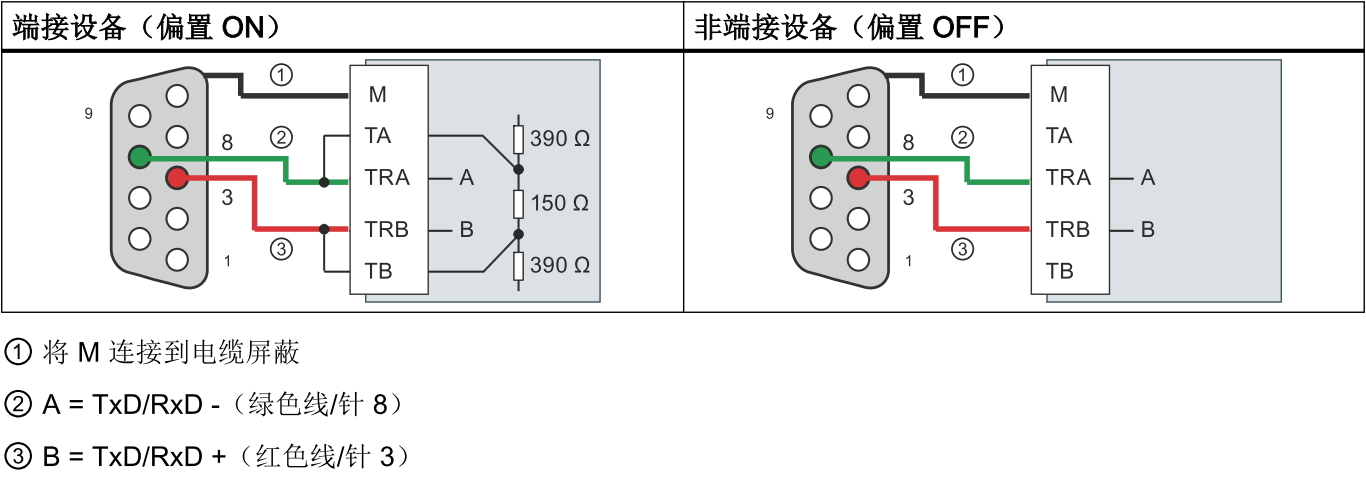 端接设备（偏置 ON）
非端接设备（偏置 OFF）
①
9
8
②
3
③
1
M
TA
TRA
TRB
TB
A
B
390 Ω
150 Ω
390 Ω
①
9
8
②
3
③
1
M
TA
TRA
TRB
TB
A
B
① 将 M 连接到电缆屏蔽
② A = TxD/RxD -（绿色线/针 8）
③ B = TxD/RxD +（红色线/针 3）